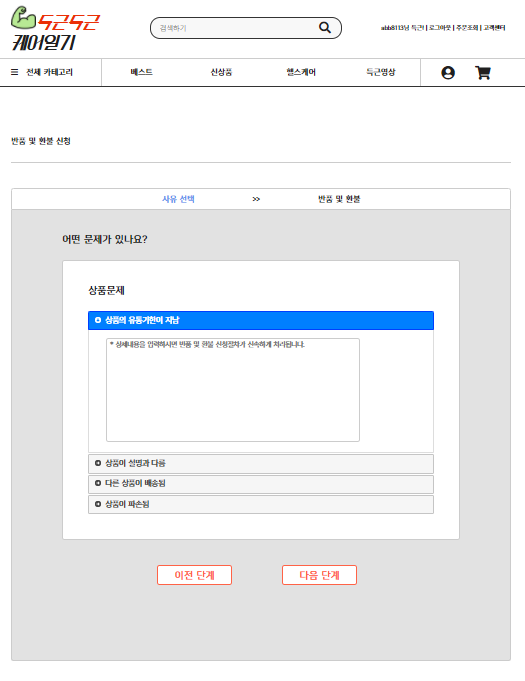 두근두근
케어일기
검색하기
abb8113님 득근! | 로그아웃 | 주문조회 | 고객센터
전체 카테고리
베스트
신상품
헬스케어
득근영상
반품 및 환불 신청
사유 선택 >> 반품 및 환불
어떤 문제가 있나요?
상품문제
상품의 유통기한이 지남
* 상세내용을 입력하시면 반품 및 환불 신청절차가 신속하게 처리됩니다.
상품이 설명과 다름
다른 상품이 배송됨
상품이 파손됨
이전 단계
다음 단계